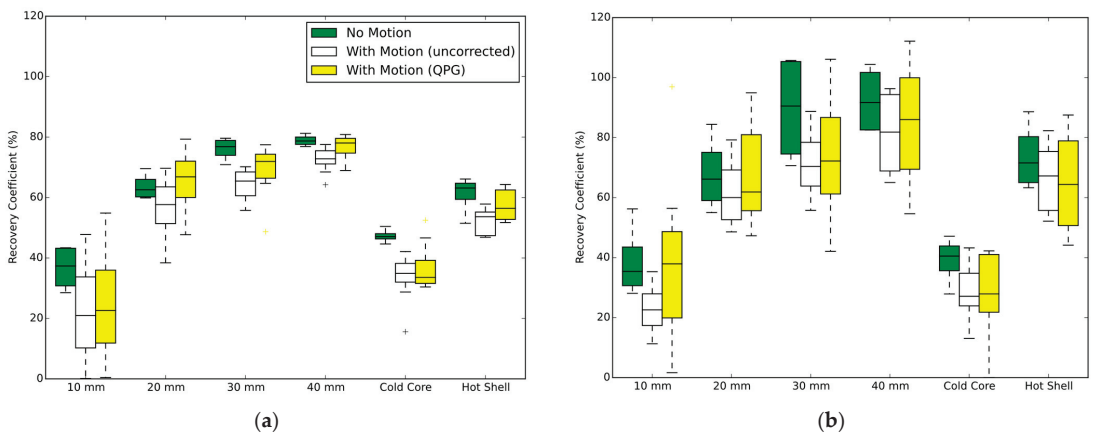 120
100
80
60
40
20
0
Recovery Coefficient (%)
No Motion
With Motion (uncorrected)
With Motion (QPG)
10 mm 20 mm 30 mm 40 mm Cold Core Hot Shell
(a)
120
100
80
60
40
20
0
Recovery Coefficient (%)
10 mm 20 mm 30 mm 40 mm Cold Core Hot Shell
(b)